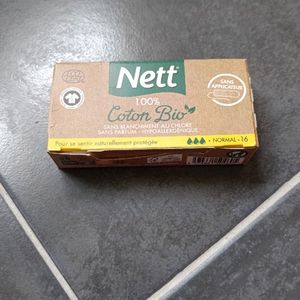 Nett
100%
Coton Bio
SANS BLANCHIMENT AU CHLORE
SANS PARFUM - HYPOALLERGÉNIQUE
SANS
APPLICATEUR
Pour se sentir naturellement protégée
NORMAL - 16